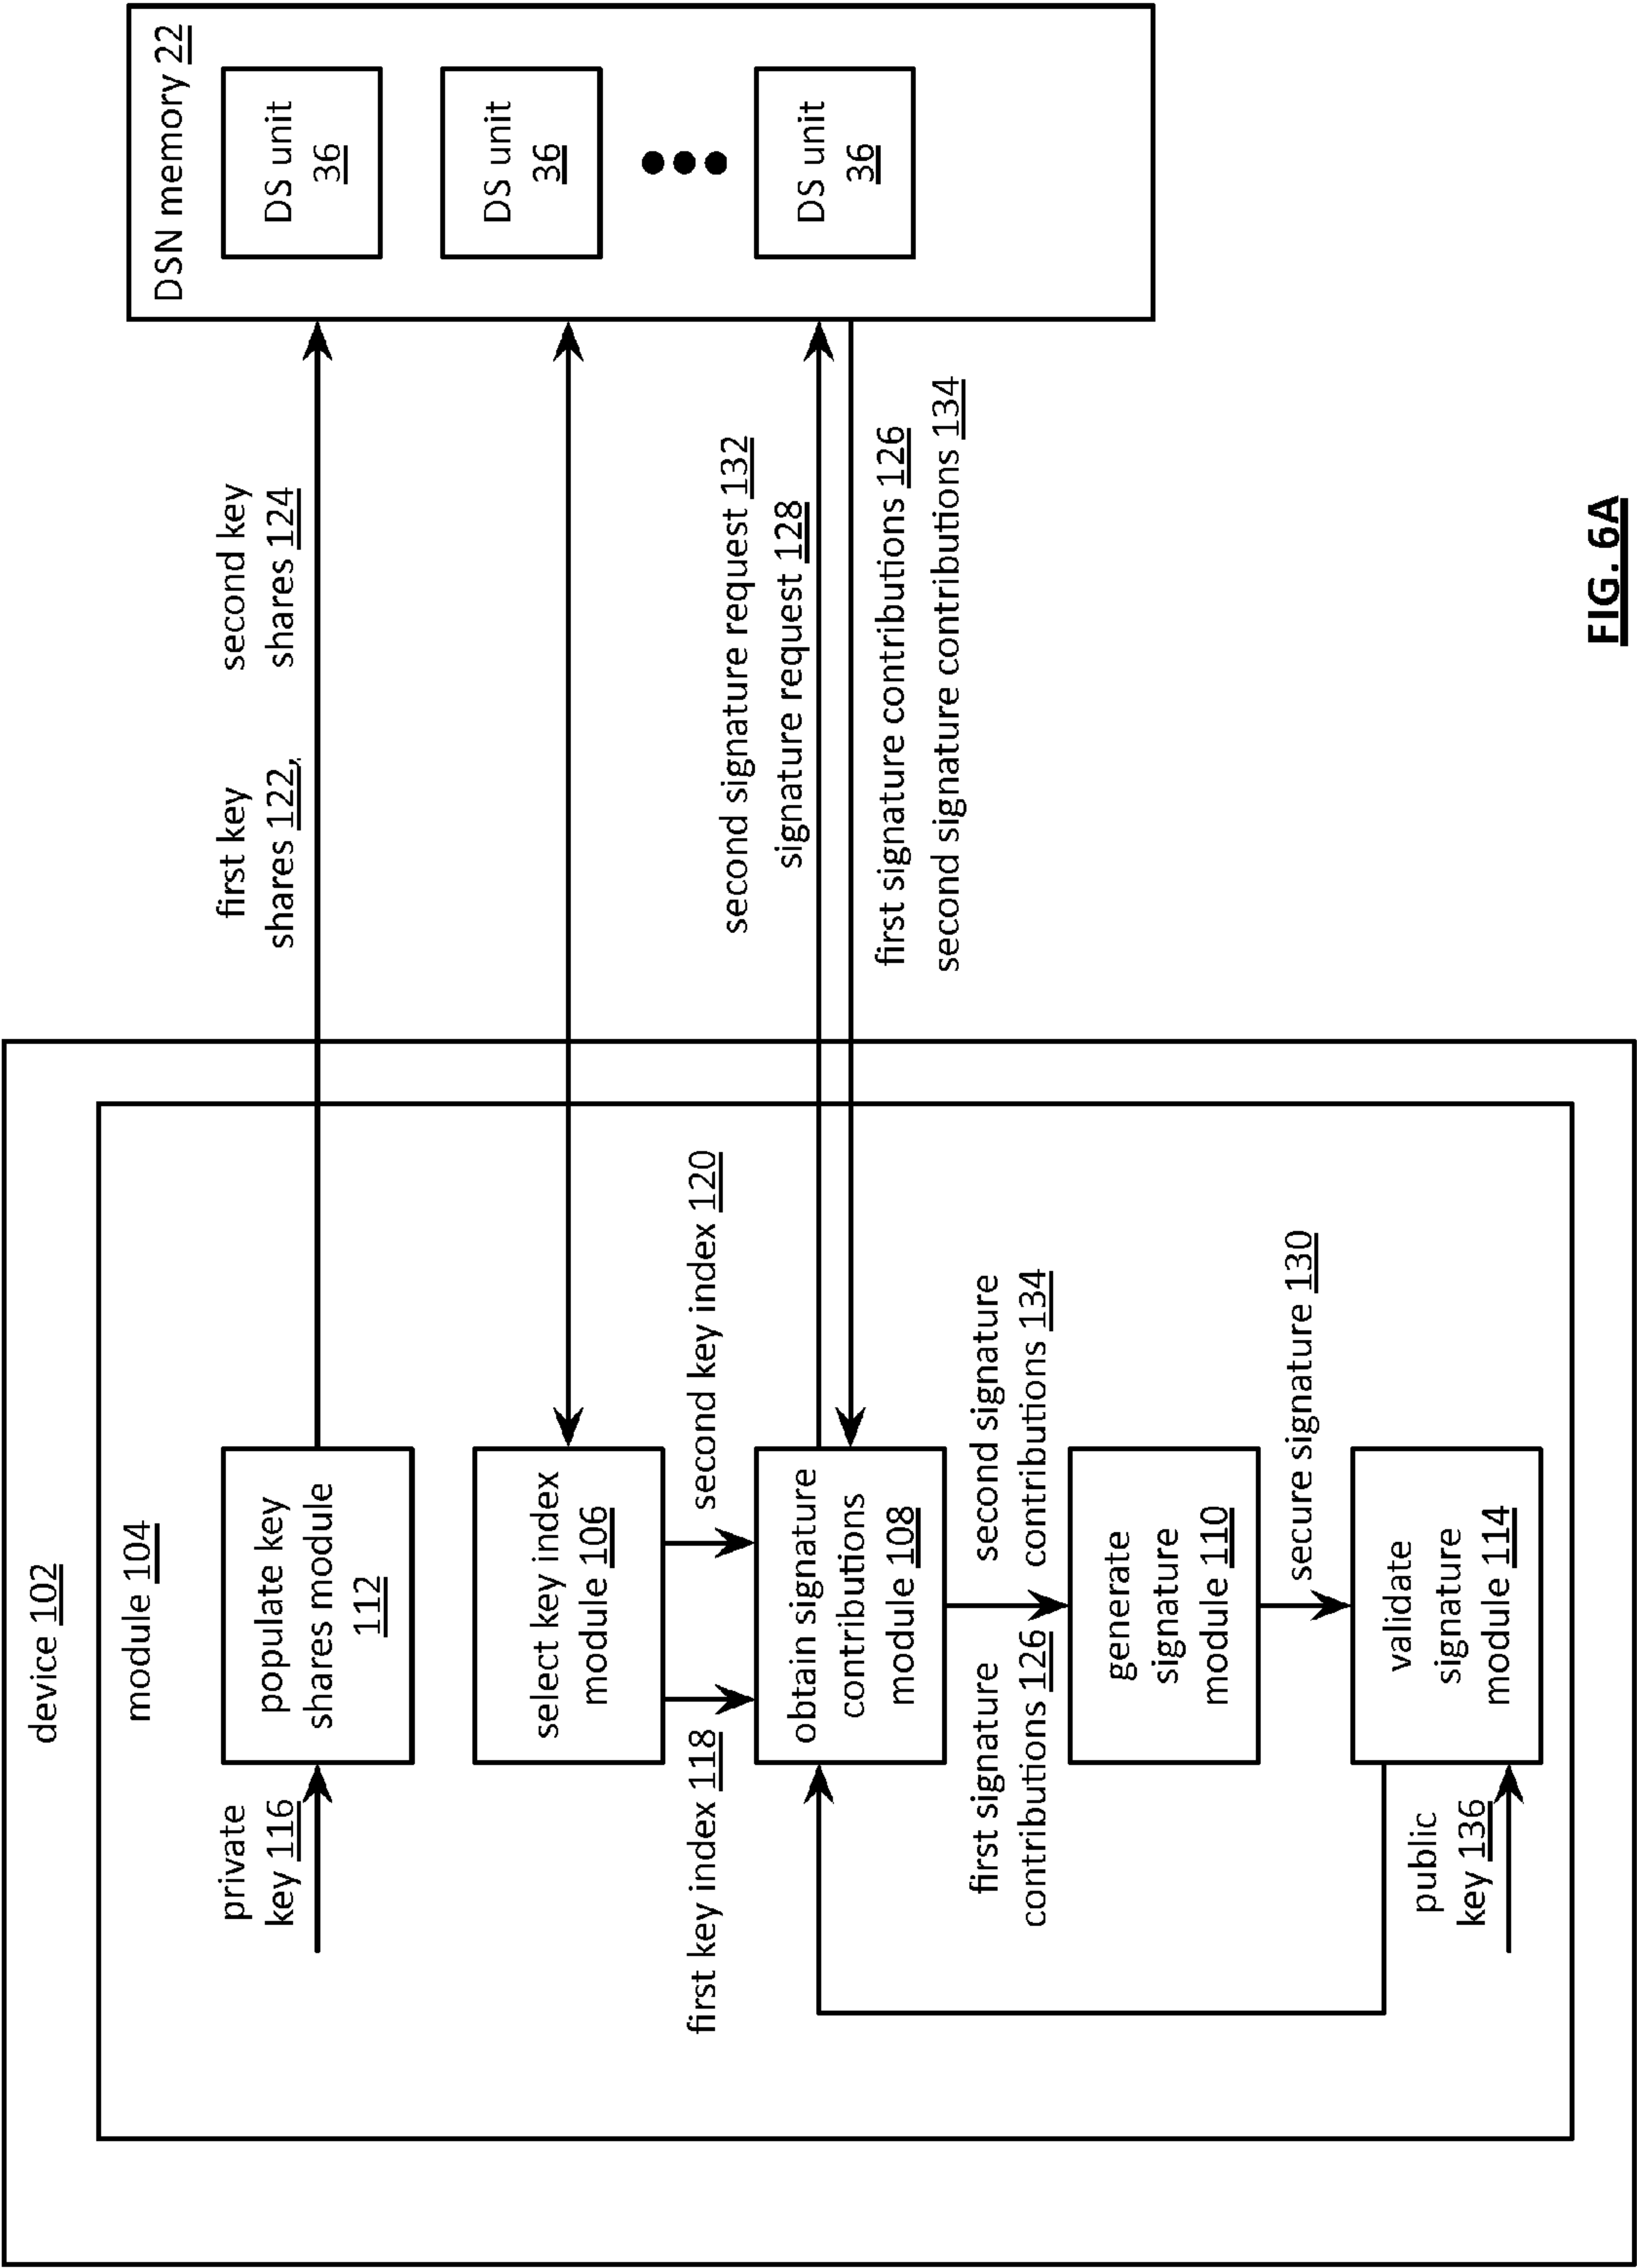 device 102
module 104
private
key 116
populate key
shares module
112
first key
shares 122,
second key
shares 124
DSN memory 22
DS unit
36
DS unit
36
DS unit
36
select key index
module 106
first key index 118
second key index 120
obtain signature
contributions
module 108
second signature request 132
signature request 128
first signature contributions 126
second signature contributions 134
first signature
contributions 126
second signature
contributions 134
generate
signature
module 110
secure signature 130
public
key 136
validate
signature
module 114
FIG. 6A